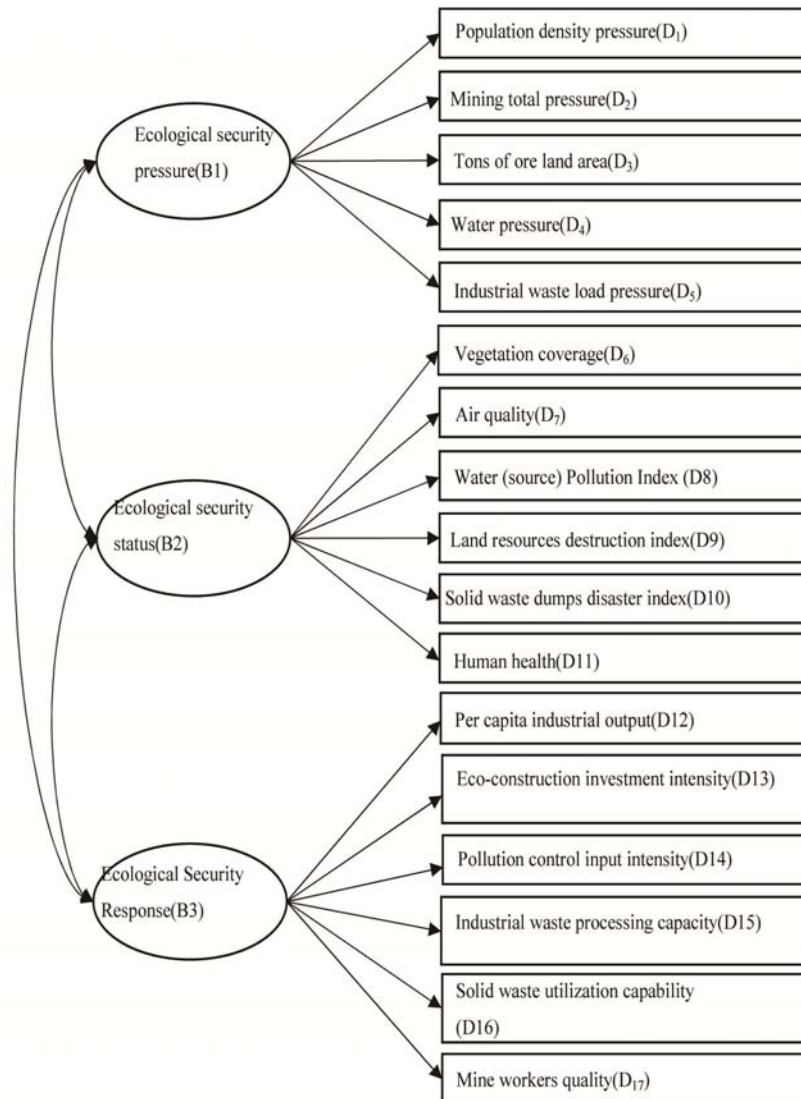 Population density pressure(D₁)
Mining total pressure(D₂)
Ecological security
pressure(B1)
Tons of ore land area(D₃)
Water pressure(D₄)
Industrial waste load pressure(D₅)
Vegetation coverage(D₆)
Air quality(D₇)
Water (source) Pollution Index (D8)
Ecological security
status(B2)
Land resources destruction index(D9)
Solid waste dumps disaster index(D10)
Human health(D11)
Per capita industrial output(D12)
Eco-construction investment intensity(D13)
Pollution control input intensity(D14)
Ecological Security
Response(B3)
Industrial waste processing capacity(D15)
Solid waste utilization capability
(D16)
Mine workers quality(D₁₇)